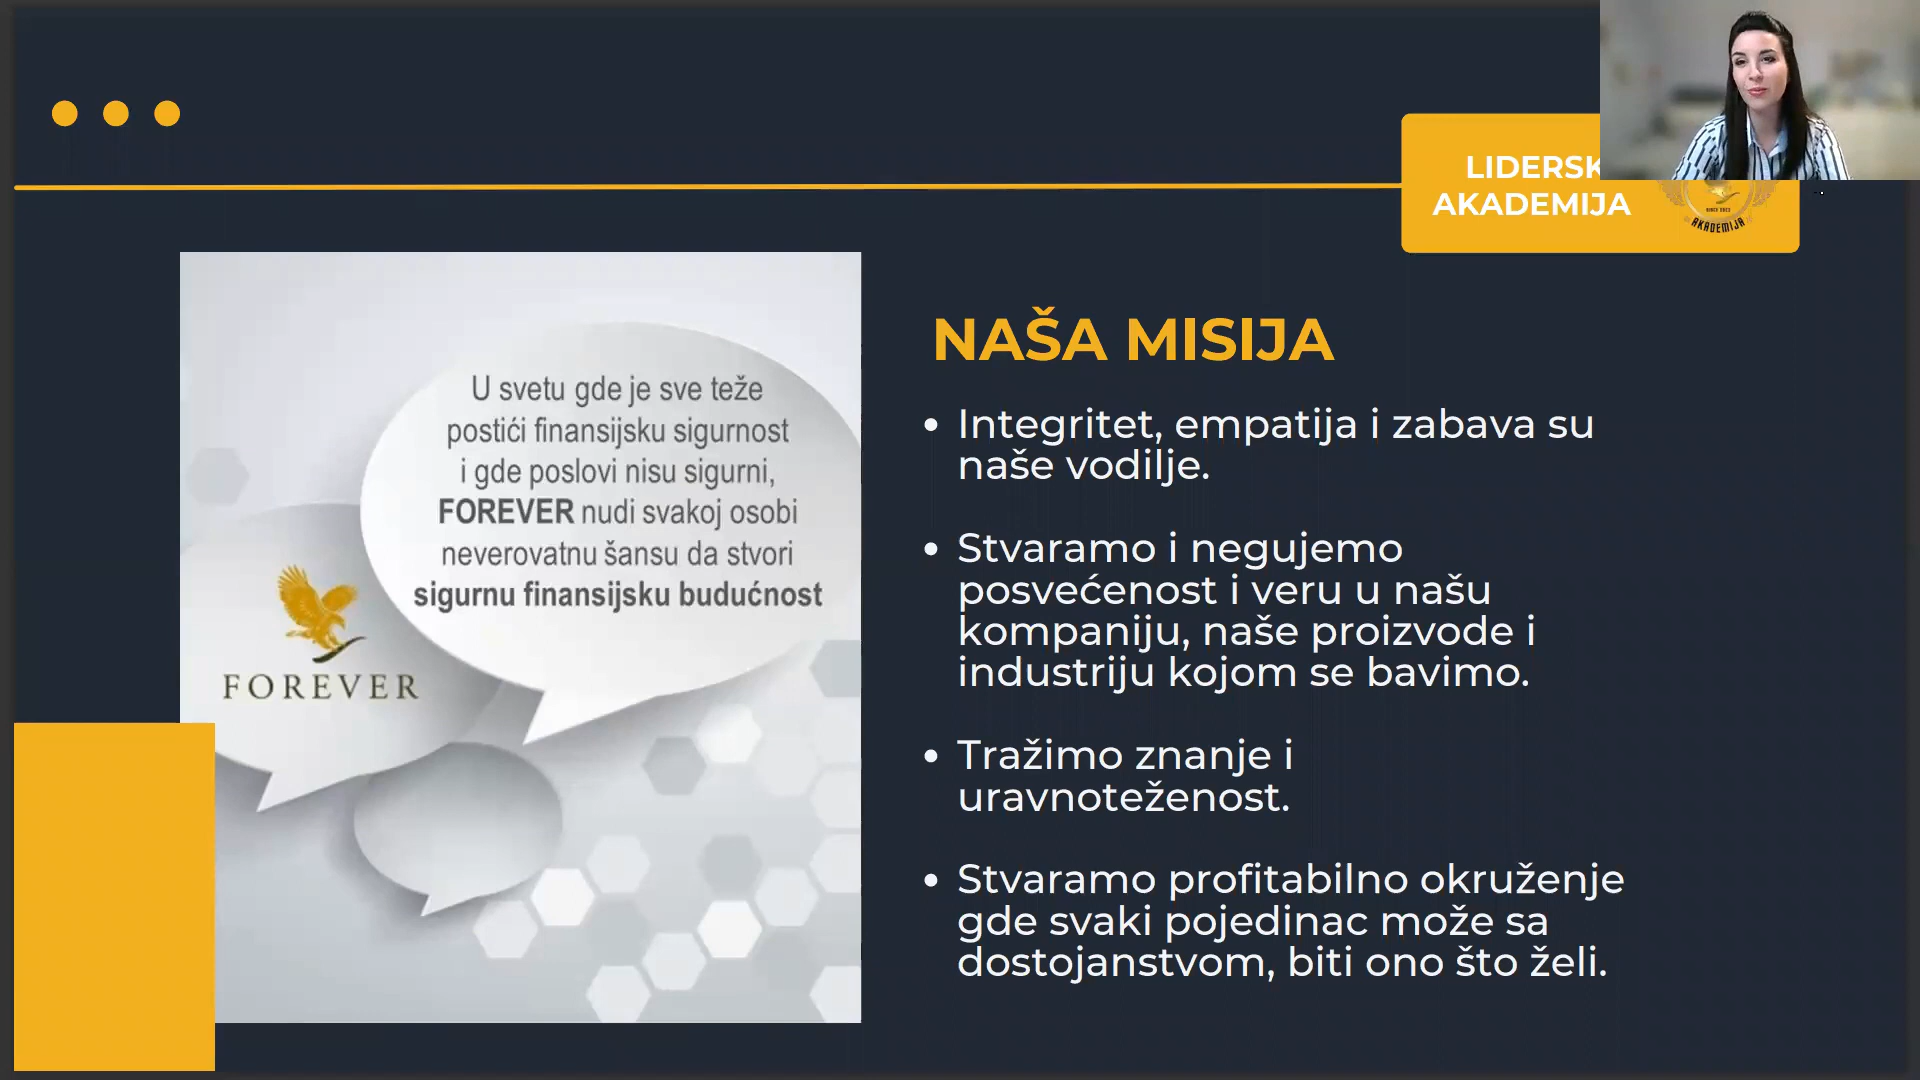 LIDERSK
AKADEMIJA
SINCE 2023
AKADEMIJA
U svetu gde je sve teže
postići finansijsku sigurnost
i gde poslovi nisu sigurni,
FOREVER nudi svakoj osobi
neverovatnu šansu da stvori
sigurnu finansijsku budućnost
FOREVER
NAŠA MISIJA
• Integritet, empatija i zabava su
naše vodilje.
• Stvaramo i negujemo
posvećenost i veru u našu
kompaniju, naše proizvode i
industriju kojom se bavimo.
• Tražimo znanje i
uravnoteženost.
• Stvaramo profitabilno okruženje
gde svaki pojedinac može sa
dostojanstvom, biti ono što želi.